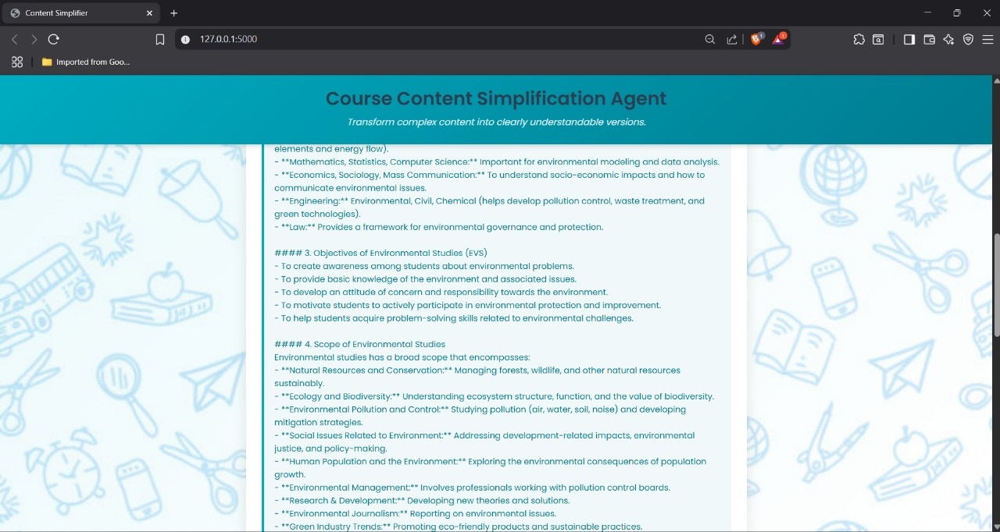 Content Simplifier
127.0.0.1:5000
1
1
Imported from Goo...
Course Content Simplification Agent
Transform complex content into clearly understandable versions.
elements and energy flow).
- **Mathematics, Statistics, Computer Science:** Important for environmental modeling and data analysis.
- **Economics, Sociology, Mass Communication:** To understand socio-economic impacts and how to
communicate environmental issues.
- **Engineering:** Environmental, Civil, Chemical (helps develop pollution control, waste treatment, and
green technologies).
- **Law:** Provides a framework for environmental governance and protection.
#### 3. Objectives of Environmental Studies (EVS)
- To create awareness among students about environmental problems.
- To provide basic knowledge of the environment and associated issues.
- To develop an attitude of concern and responsibility towards the environment.
- To motivate students to actively participate in environmental protection and improvement.
- To help students acquire problem-solving skills related to environmental challenges.
#### 4. Scope of Environmental Studies
Environmental studies has a broad scope that encompasses:
- **Natural Resources and Conservation:** Managing forests, wildlife, and other natural resources
sustainably.
- **Ecology and Biodiversity:** Understanding ecosystem structure, function, and the value of biodiversity.
- **Environmental Pollution and Control:** Studying pollution (air, water, soil, noise) and developing
mitigation strategies.
- **Social Issues Related to Environment:** Addressing development-related impacts, environmental
justice, and policy-making.
- **Human Population and the Environment:** Exploring the environmental consequences of population
growth.
- **Environmental Management:** Involves professionals working with pollution control boards.
- **Research & Development:** Developing new theories and solutions.
- **Environmental Journalism:** Reporting on environmental issues.
- **Green Industry Trends:** Promoting eco-friendly products and sustainable practices.